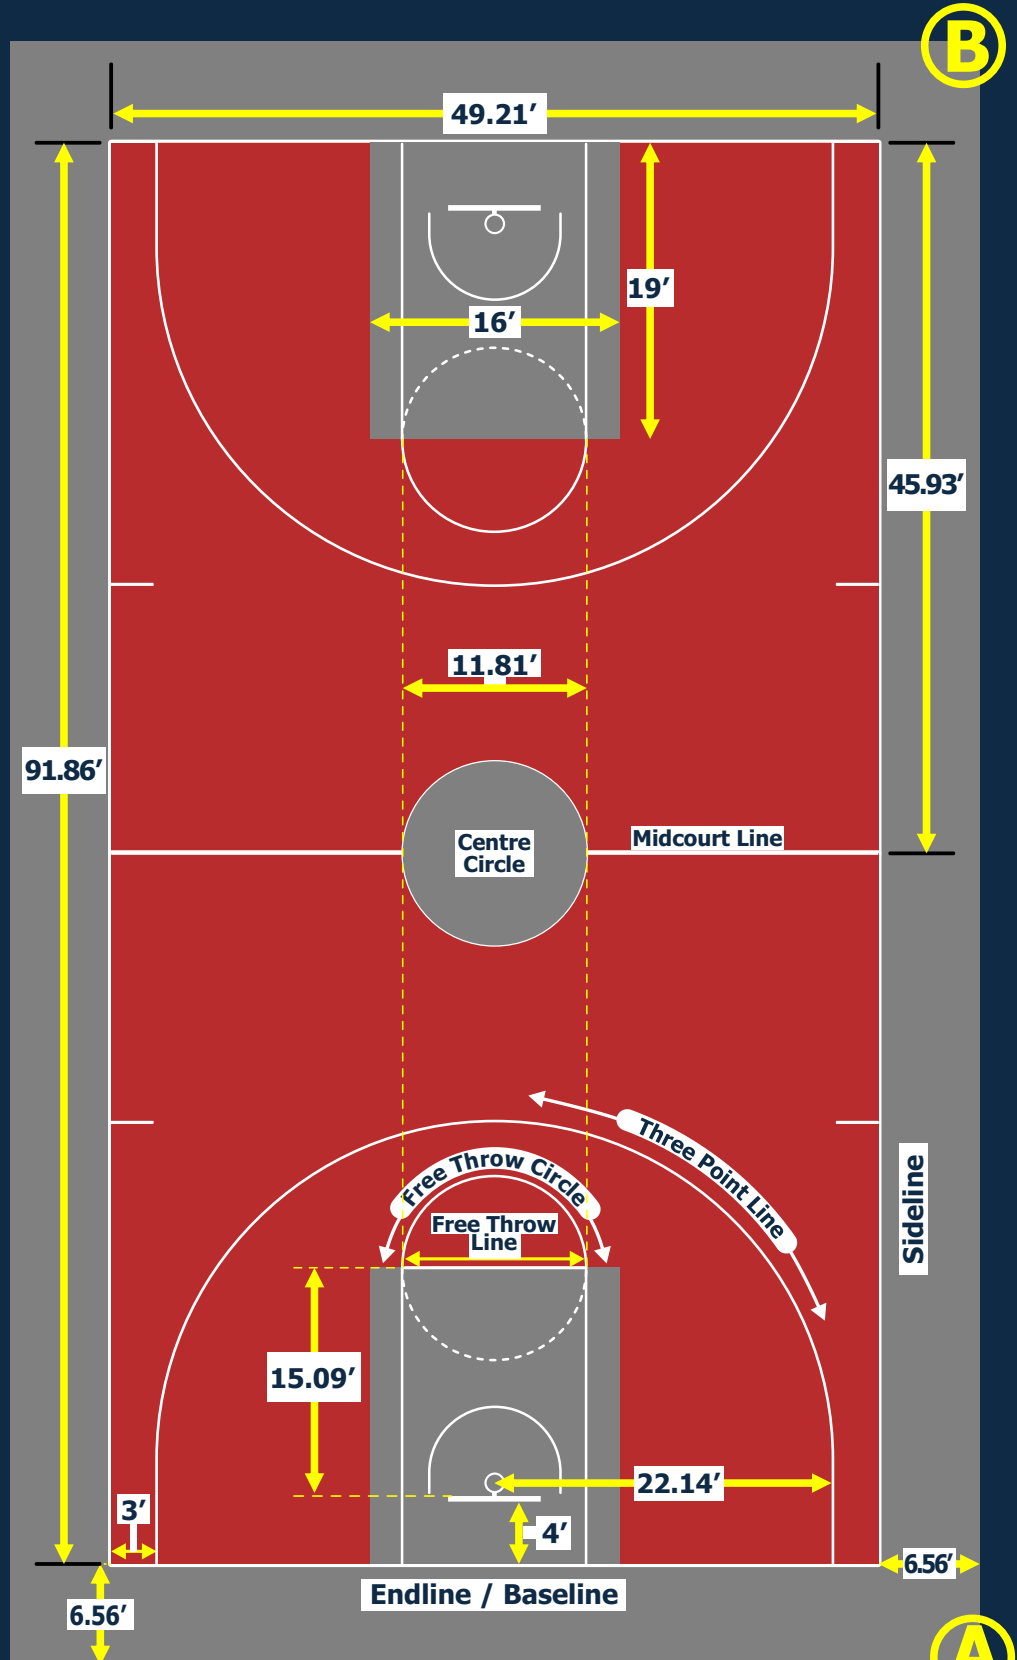 B
49.21’
19’
16’
45.93’
11.81’
91.86’
Centre
Circle
Midcourt Line
Three Point Line
Free Throw Circle
Sideline
Free Throw
Line
15.09’
22.14’
3’
4’
6.56’
Endline / Baseline
6.56’
A